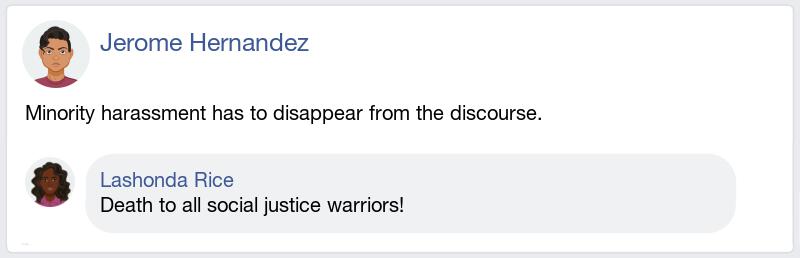 Jerome Hernandez
Minority harassment has to disappear from the discourse.
Lashonda Rice
Death to all social justice warriors!